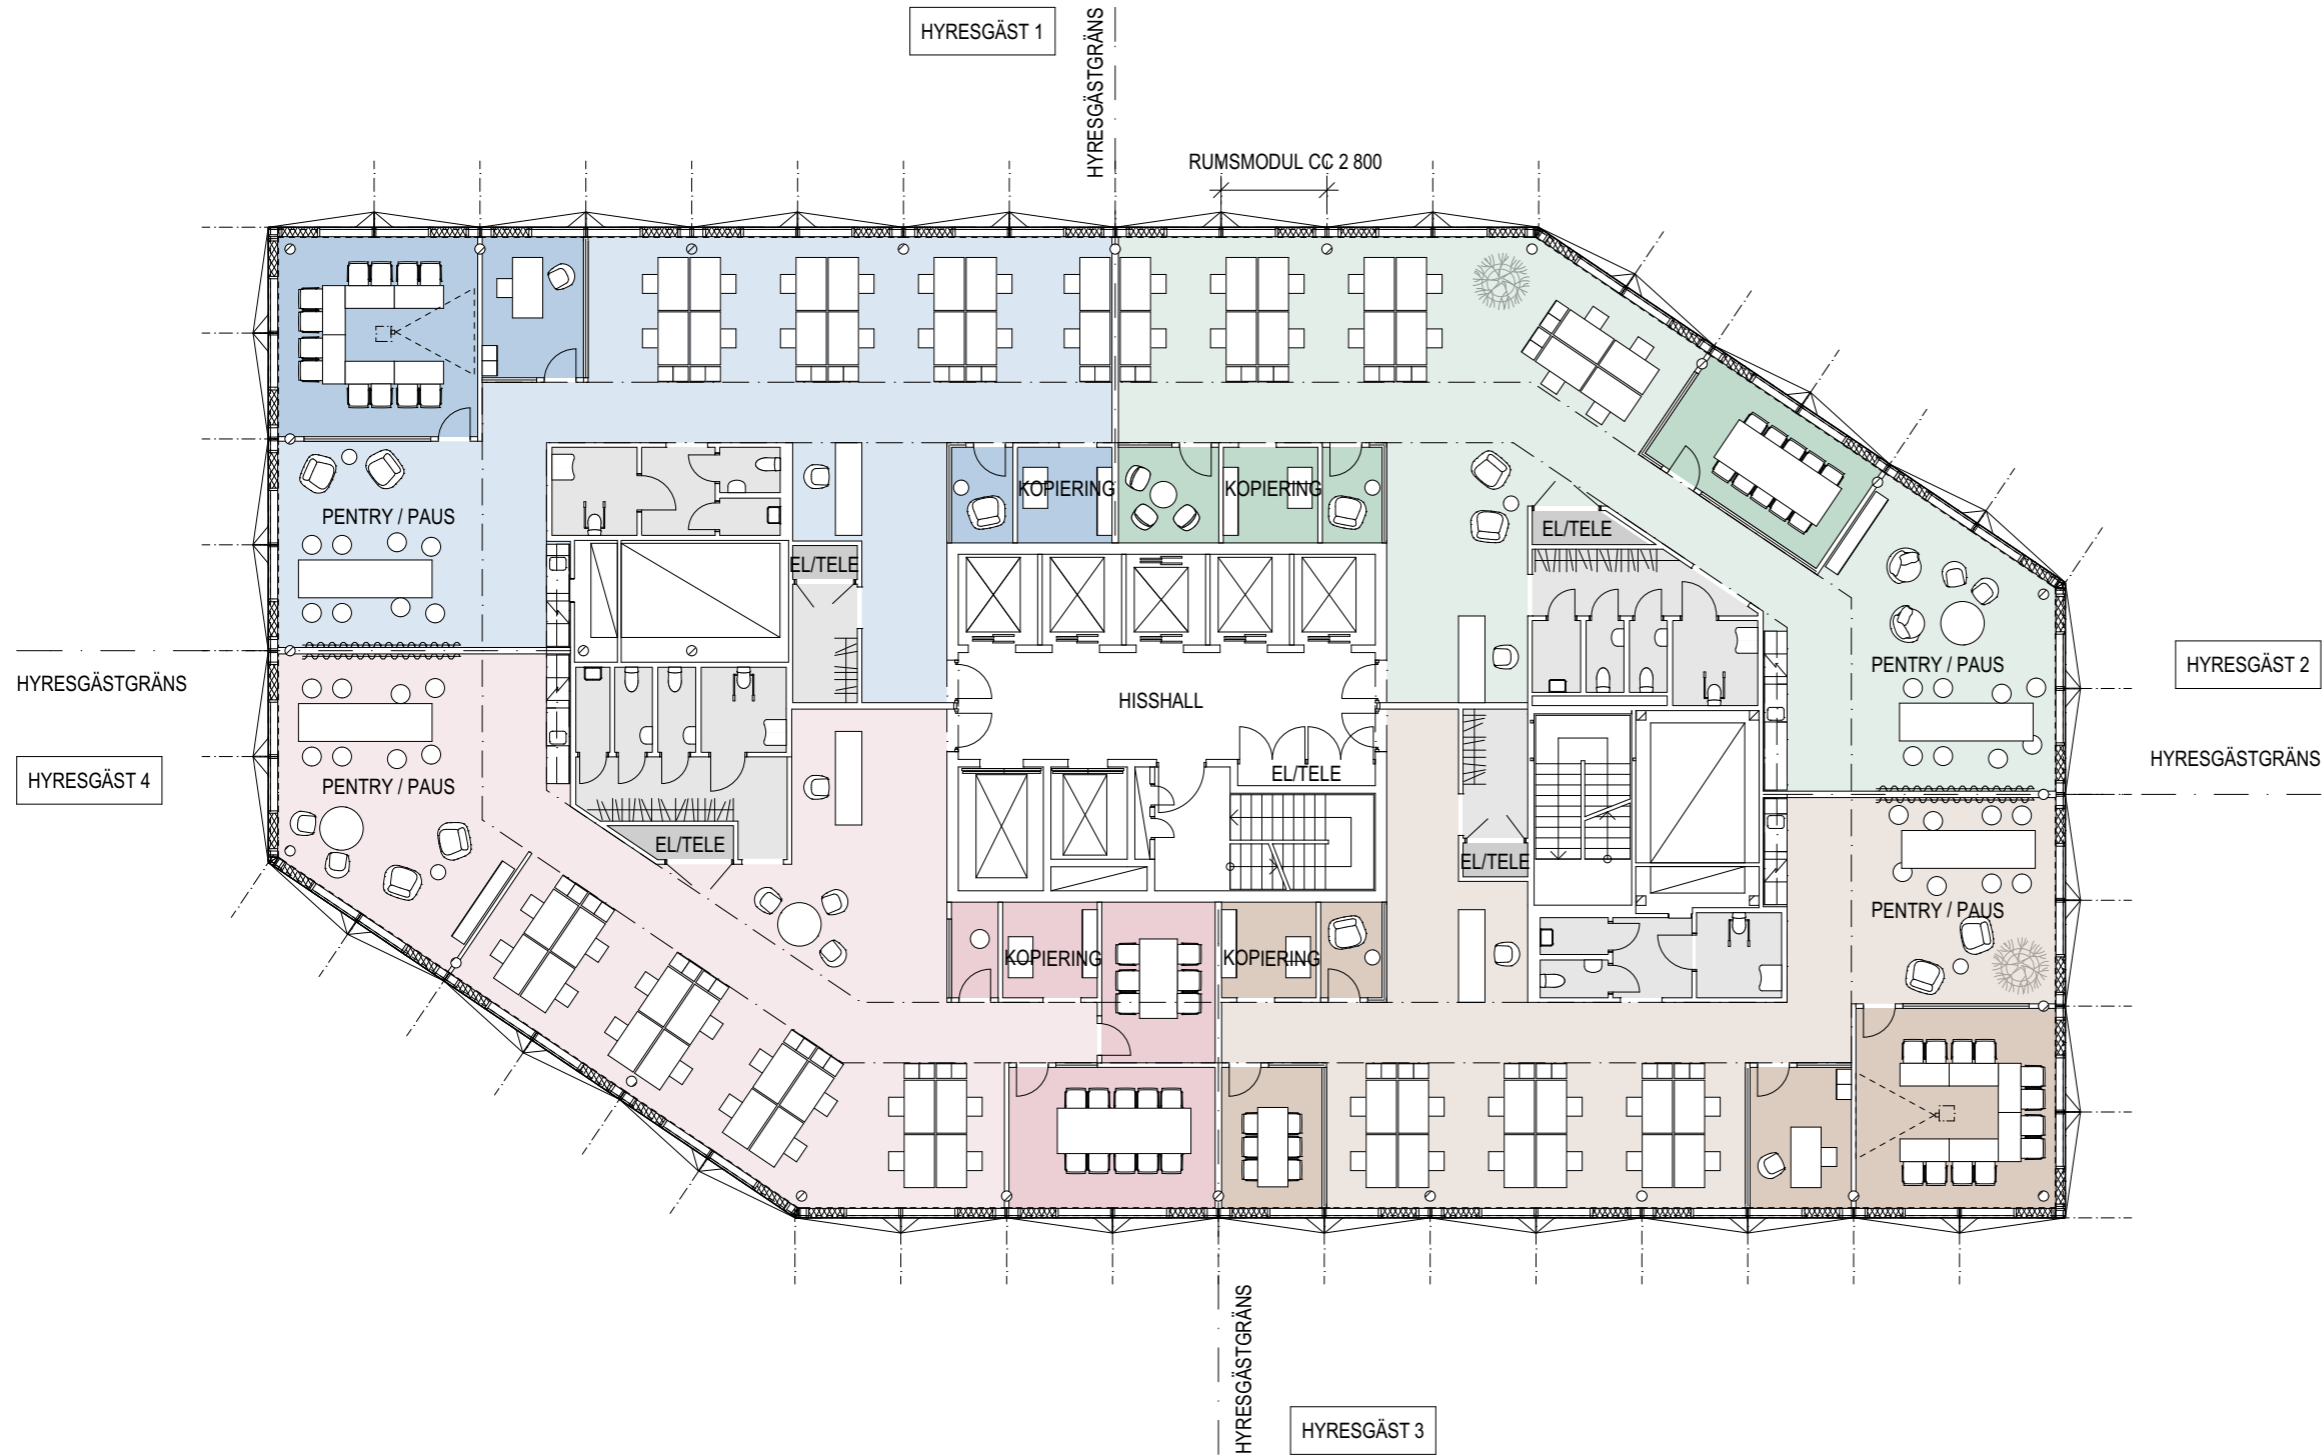 HYRESGÄST 1
HYRESGÄSTGRÄNS
RUMSMODUL CC 2 800
PENTRY / PAUS
KOPIERING
KOPIERING
EL/TELE
EL/TELE
HYRESGÄSTGRÄNS
HISSHALL
PENTRY / PAUS
HYRESGÄST 2
HYRESGÄST 4
PENTRY / PAUS
EL/TELE
HYRESGÄSTGRÄNS
EL/TELE
EL/TELE
PENTRY / PAUS
KOPIERING
KOPIERING
HYRESGÄSTGRÄNS
HYRESGÄST 3